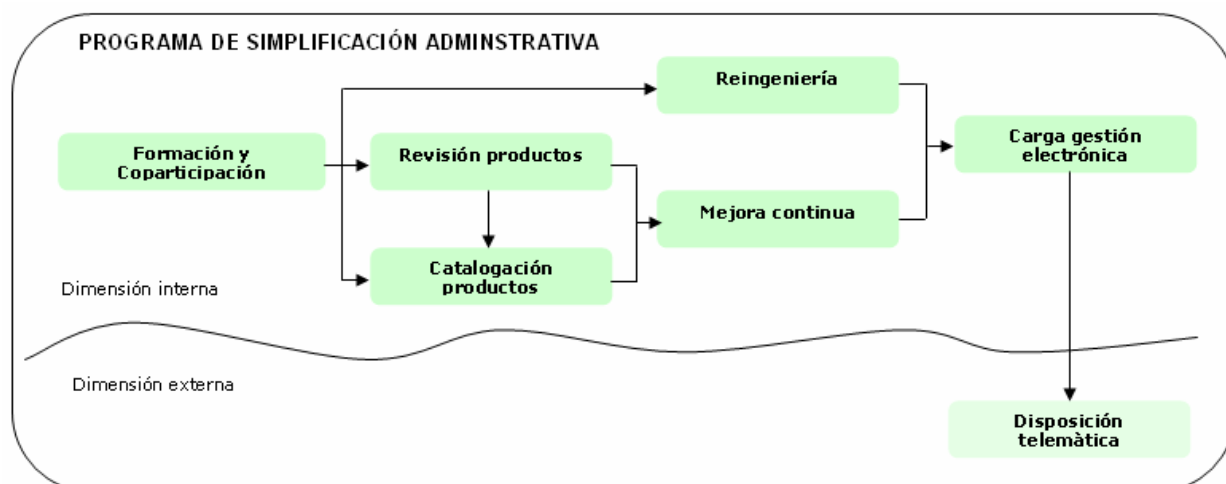 PROGRAMA DE SIMPLIFICACIÓN ADMINSTRATIVA
Reingeniería
Formación y
Coparticipación
Revisión productos
Carga gestión
electrónica
Mejora continua
Catalogación
productos
Dimensión interna
Dimensión externa
Disposición
telemàtica